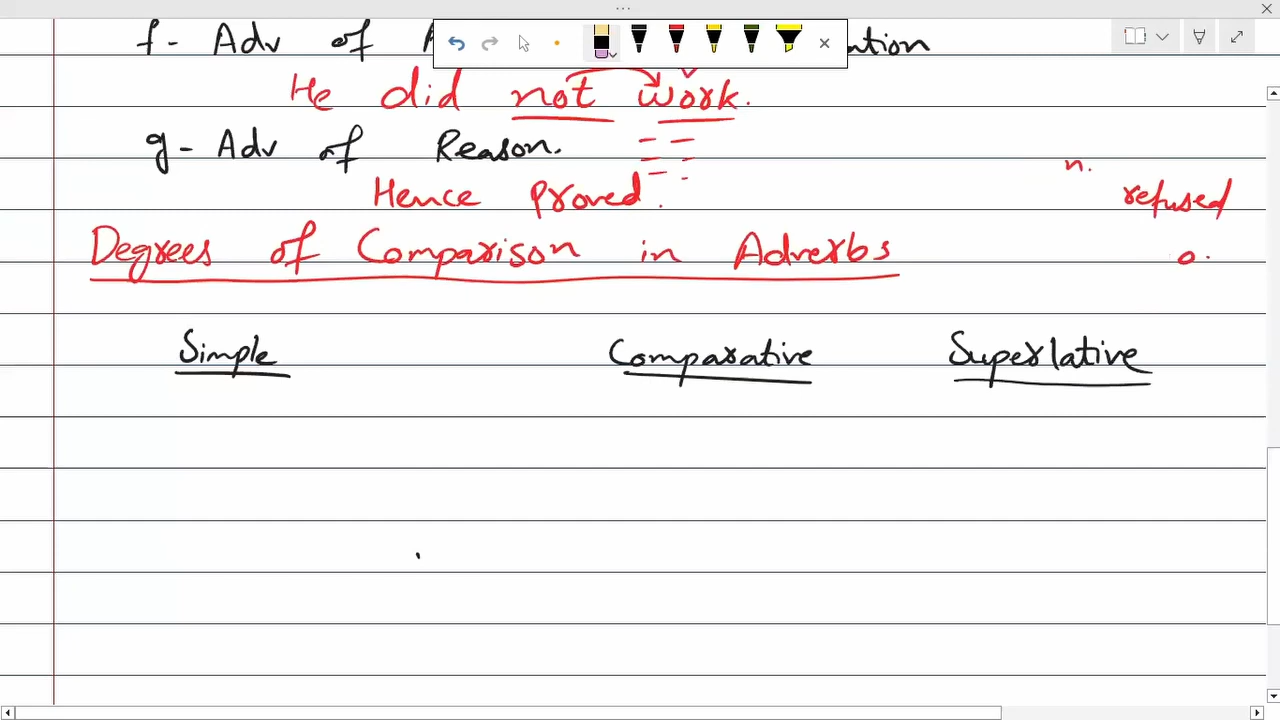 f- Adv of
He did not work.
g- Adv of Reason.
n.
Hence proved.
refused
Degrees of Comparison in Adverbs
o.
Simple Comparative Superlative